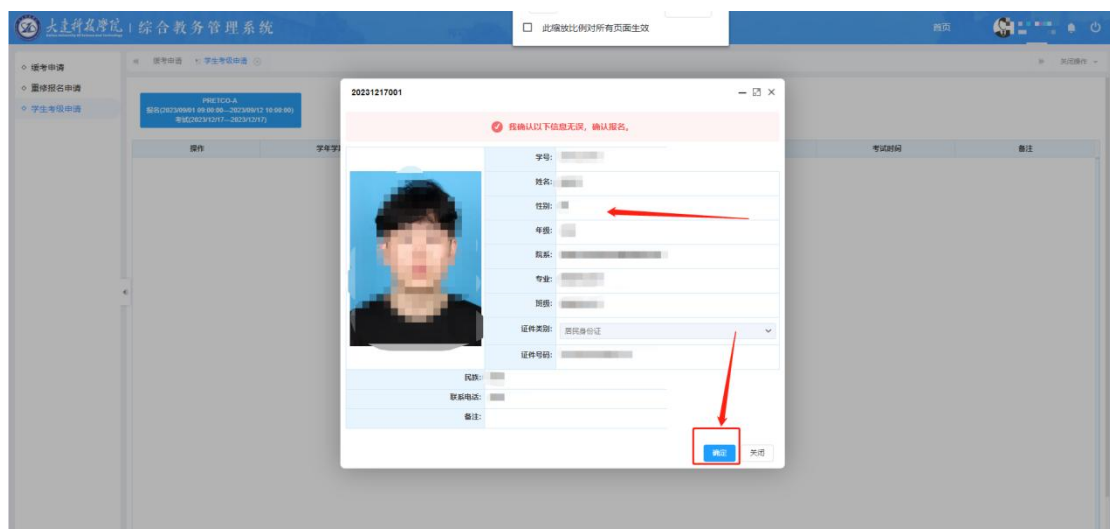 综合教务管理系统
此缩放比例对所有页面生效
首页
缓考申请
重修报名申请
学生考级申请
缓考申请
学生考级申请
关闭操作
PRETCO-A
报名(2023/09/01 09:00:00---2023/09/12 10:00:00)
考试(2023/12/17---2023/12/17)
操作
学年学
考试时间
备注
20231217001
我确认以下信息无误，确认报名。
学号:
姓名:
性别:
年级:
院系:
专业:
班级:
证件类别:
居民身份证
证件号码:
民族:
联系电话:
备注:
确定
关闭